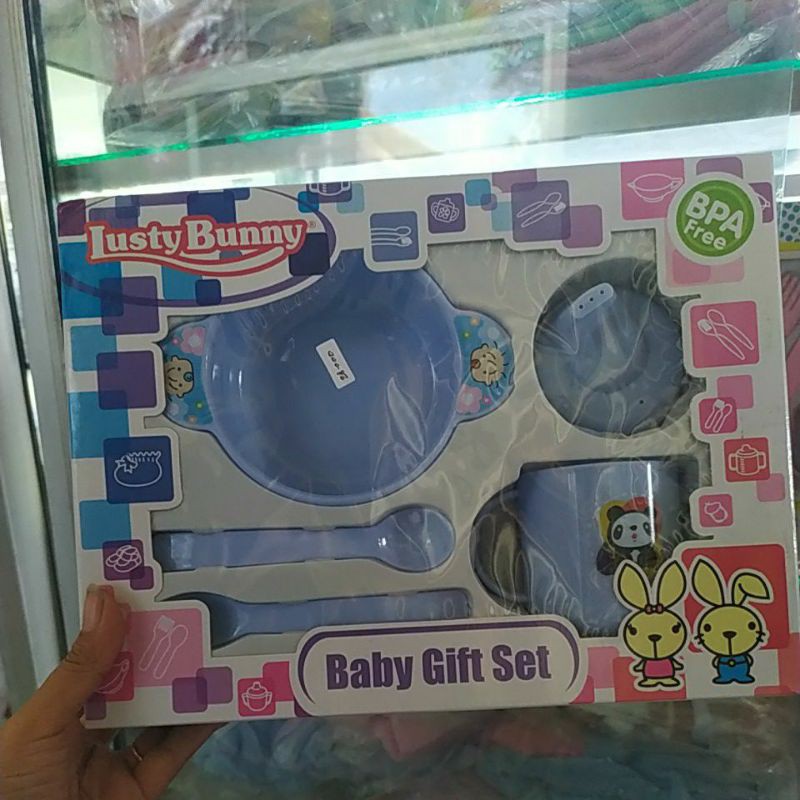 Lusty Bunny®
BPA
Free
Baby Gift Set